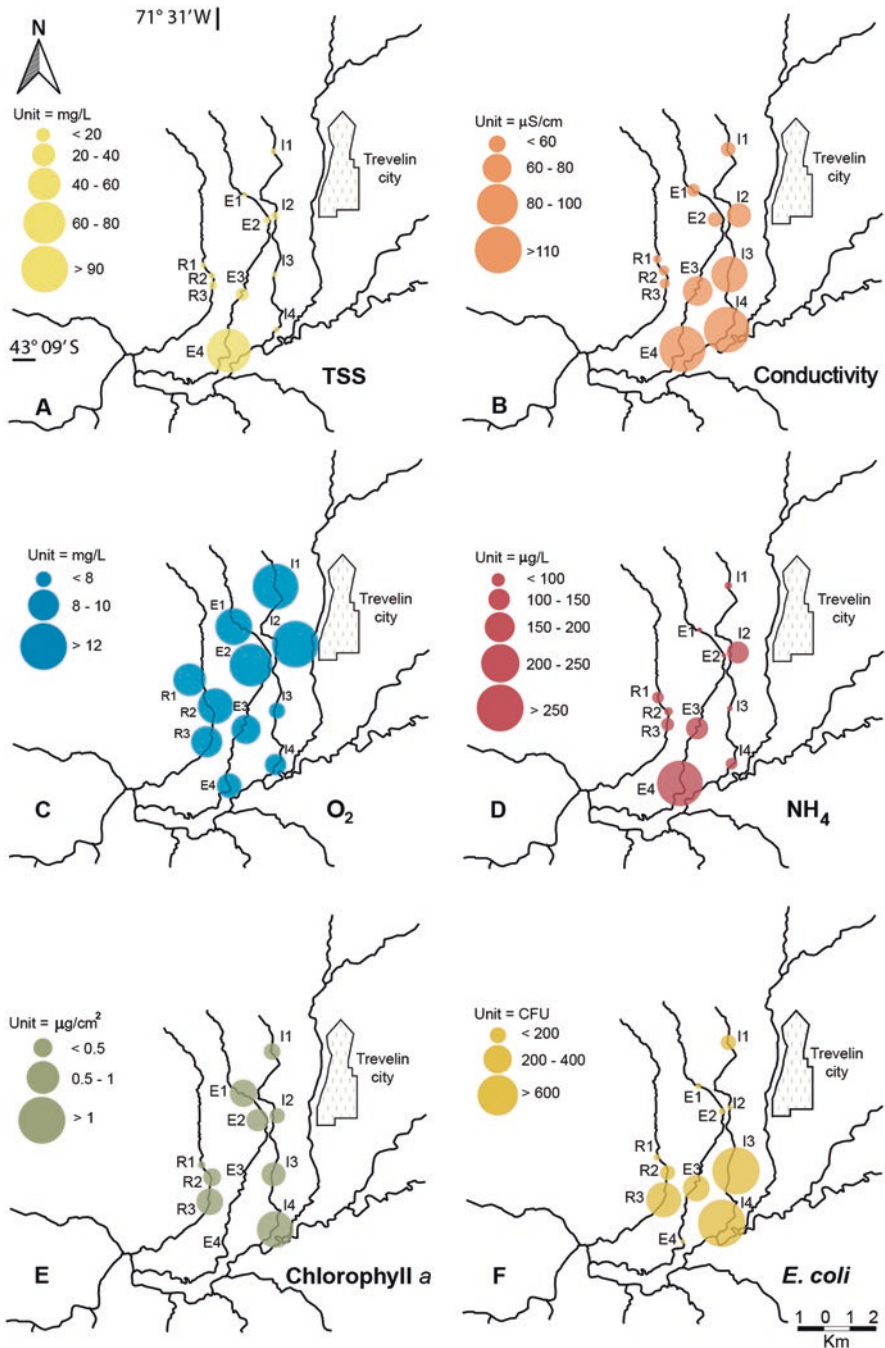 71° 31′ W
N
Unit = mg/L
< 20
20 - 40
40 - 60
60 - 80
> 90
I1
Trevelin
city
E1
I2
E2
R1
I3
R2
E3
R3
I4
43° 09′ S
E4
TSS
A
Unit = μS/cm
< 60
60 - 80
80 - 100
>110
I1
Trevelin
city
E1
I2
E2
R1
I3
R2
E3
R3
I4
E4
Conductivity
B
Unit = mg/L
< 8
8 - 10
> 12
I1
Trevelin
city
E1
I2
E2
R1
I3
R2
E3
R3
I4
E4
C
O₂
Unit = μg/L
< 100
100 - 150
150 - 200
200 - 250
> 250
I1
Trevelin
city
E1
I2
E2
R1
I3
R2
E3
R3
I4
E4
D
NH₄
Unit = μg/cm²
< 0.5
0.5 - 1
> 1
I1
Trevelin
city
E1
I2
E2
R1
I3
R2
E3
R3
I4
E
Chlorophyll a
Unit = CFU
< 200
200 - 400
> 600
I1
Trevelin
city
E1
I2
E2
R1
I3
R2
E3
R3
I4
E4
F
E. coli
1 0 1 2
Km